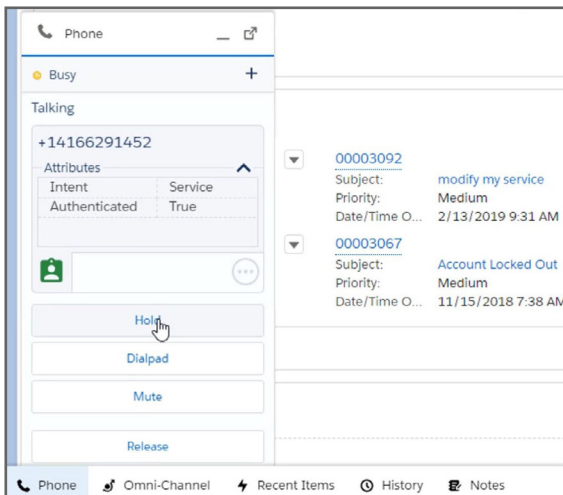 Phone
Busy
Talking
+14166291452
Attributes
Intent Service
Authenticated True
Hold
Dialpad
Mute
Release
00003092
Subject: modify my service
Priority: Medium
Date/Time O... 2/13/2019 9:31 AM
00003067
Subject: Account Locked Out
Priority: Medium
Date/Time O... 11/15/2018 7:38 AM
Phone Omni-Channel Recent Items History Notes